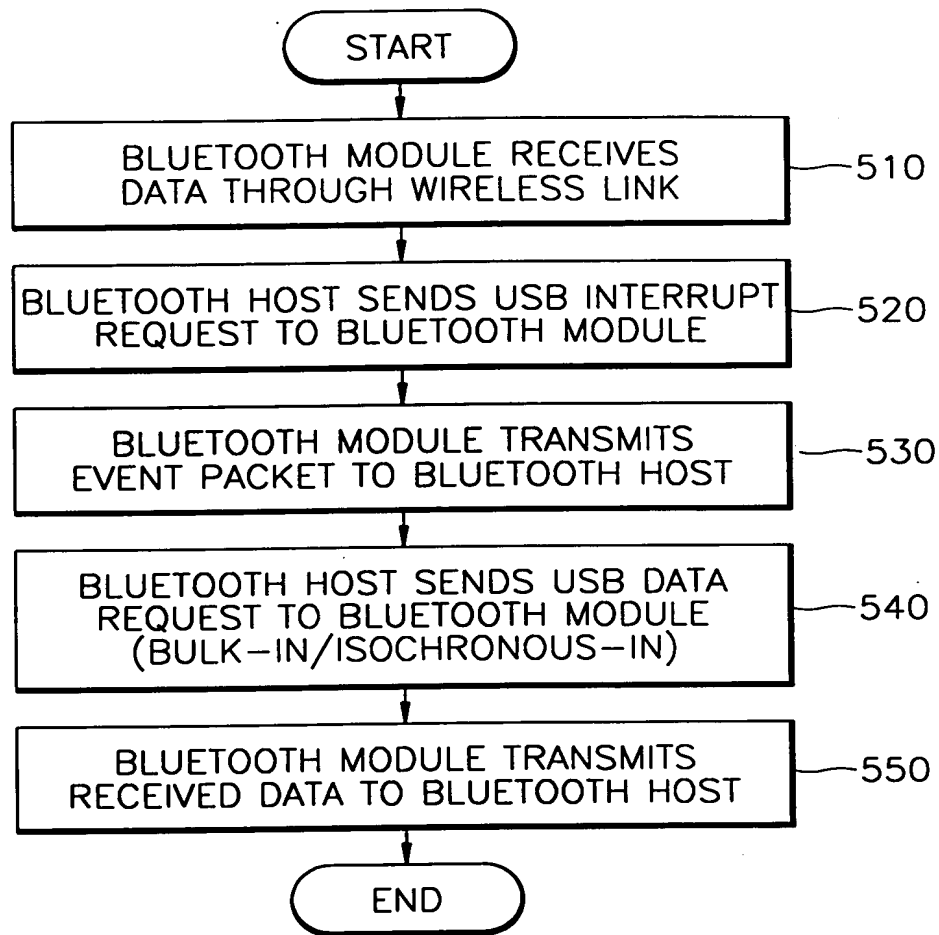 START
BLUETOOTH MODULE RECEIVES
DATA THROUGH WIRELESS LINK
510
BLUETOOTH HOST SENDS USB INTERRUPT
REQUEST TO BLUETOOTH MODULE
520
BLUETOOTH MODULE TRANSMITS
EVENT PACKET TO BLUETOOTH HOST
530
BLUETOOTH HOST SENDS USB DATA
REQUEST TO BLUETOOTH MODULE
(BULK-IN/ISOCHRONOUS-IN)
540
BLUETOOTH MODULE TRANSMITS
RECEIVED DATA TO BLUETOOTH HOST
550
END